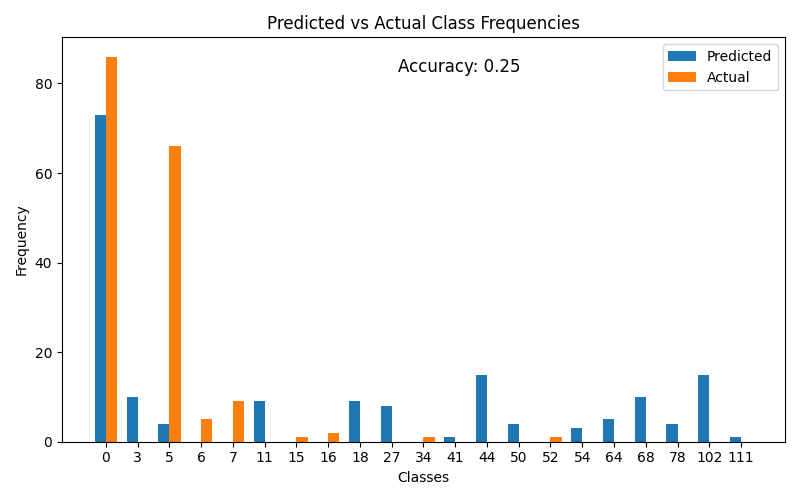 Predicted vs Actual Class Frequencies
Accuracy: 0.25
Predicted
Actual
80
60
40
20
0
Frequency
0 3 5 6 7 11 15 16 18 27 34 41 44 50 52 54 64 68 78 102 111
Classes